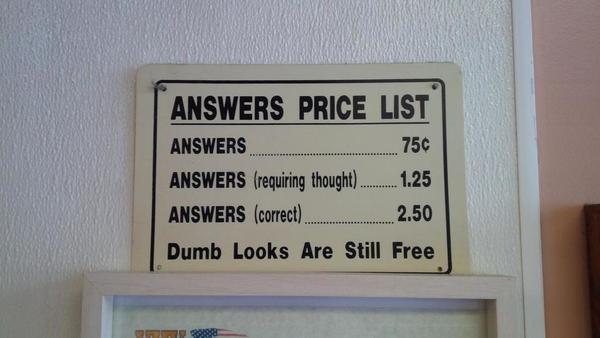 ANSWERS PRICE LIST
ANSWERS ........................ 75¢
ANSWERS (requiring thought) ........... 1.25
ANSWERS (correct) ........................ 2.50
Dumb Looks Are Still Free